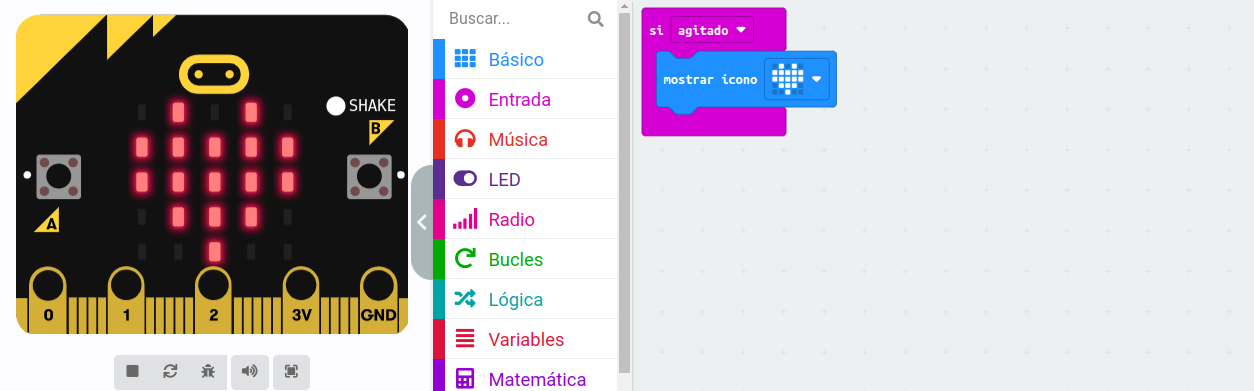 SHAKE
B
A
0 1 2 3V GND
Buscar...
Básico
Entrada
Música
LED
Radio
Bucles
Lógica
Variables
Matemática
si agitado
mostrar icono